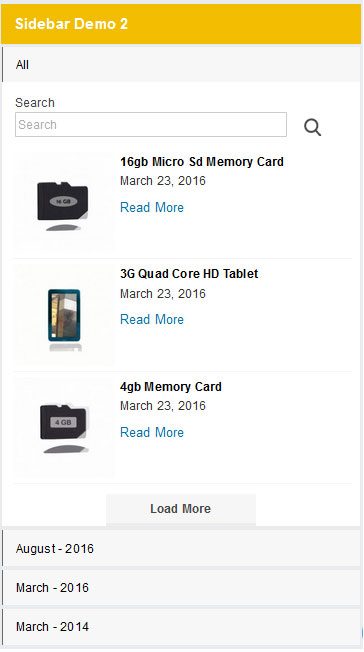 Sidebar Demo 2
All
Search
Search
16gb Micro Sd Memory Card
March 23, 2016
16 GB
Read More
3G Quad Core HD Tablet
March 23, 2016
Read More
4gb Memory Card
March 23, 2016
4 GB
Read More
Load More
August - 2016
March - 2016
March - 2014